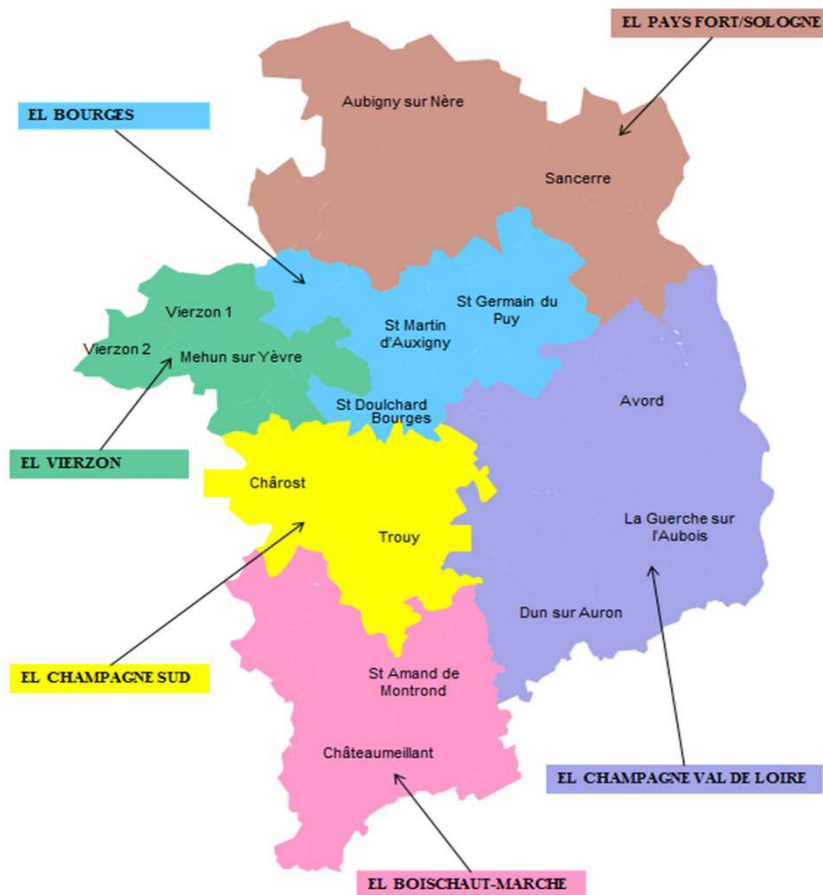 EL PAYS FORT/SOLOGNE
Aubigny sur Nère
EL BOURGES
Sancerre
Vierzon 1
St Germain du
Puy
St Martin
d'Auxigny
Vierzon 2
Mehun sur Yèvre
St Doulchard
Bourges
Avord
EL VIERZON
Chârost
La Guerche sur
l'Aubois
Trouy
Dun sur Auron
EL CHAMPAGNE SUD
St Amand de
Montrond
Châteaumeillant
EL CHAMPAGNE VAL DE LOIRE
EL BOISCHAUT-MARCHE